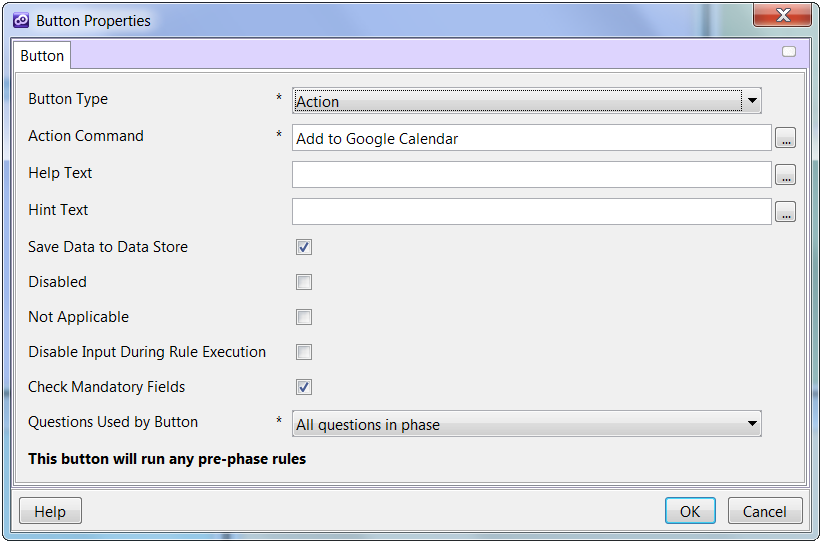 Button Properties
Button
Button Type * Action
Action Command * Add to Google Calendar ...
Help Text ...
Hint Text ...
Save Data to Data Store
Disabled
Not Applicable
Disable Input During Rule Execution
Check Mandatory Fields
Questions Used by Button * All questions in phase
This button will run any pre-phase rules
Help OK Cancel